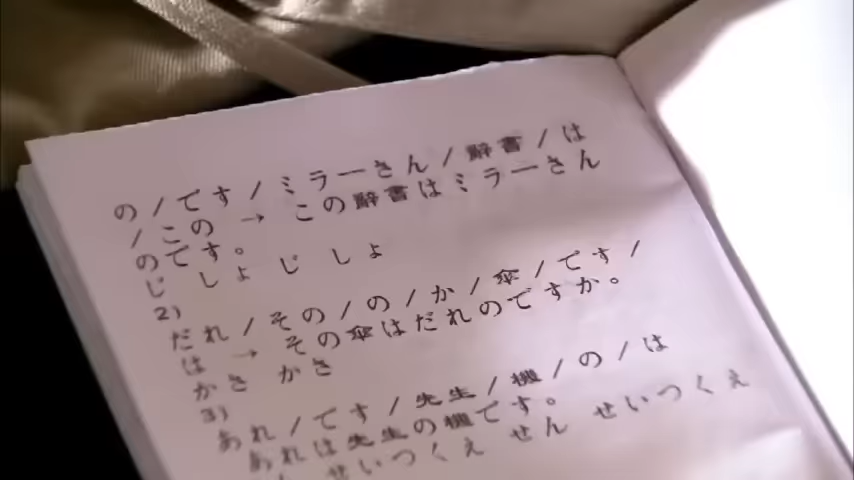 の/です/ミラーさん/辞書/は
/この → この辞書はミラーさん
のです。
じ しょ じ しょ
2)
だれ/その/の/か/傘/です/
は → その傘はだれのですか。
かさ かさ
3)
あれ/です/先生/機/の/は
あれは先生の機です。
せいつくえ せん せいつくえ